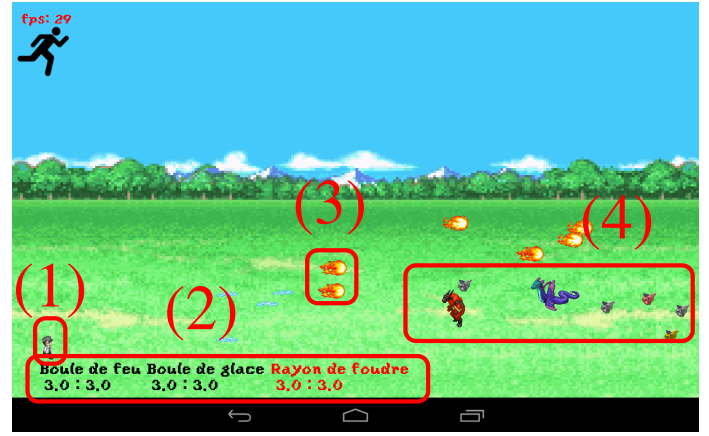 fps: 29
(3)
(4)
(1)
(2)
Boule de feu Boule de glace Rayon de foudre
3.0 : 3.0 3.0 : 3.0 3.0 : 3.0